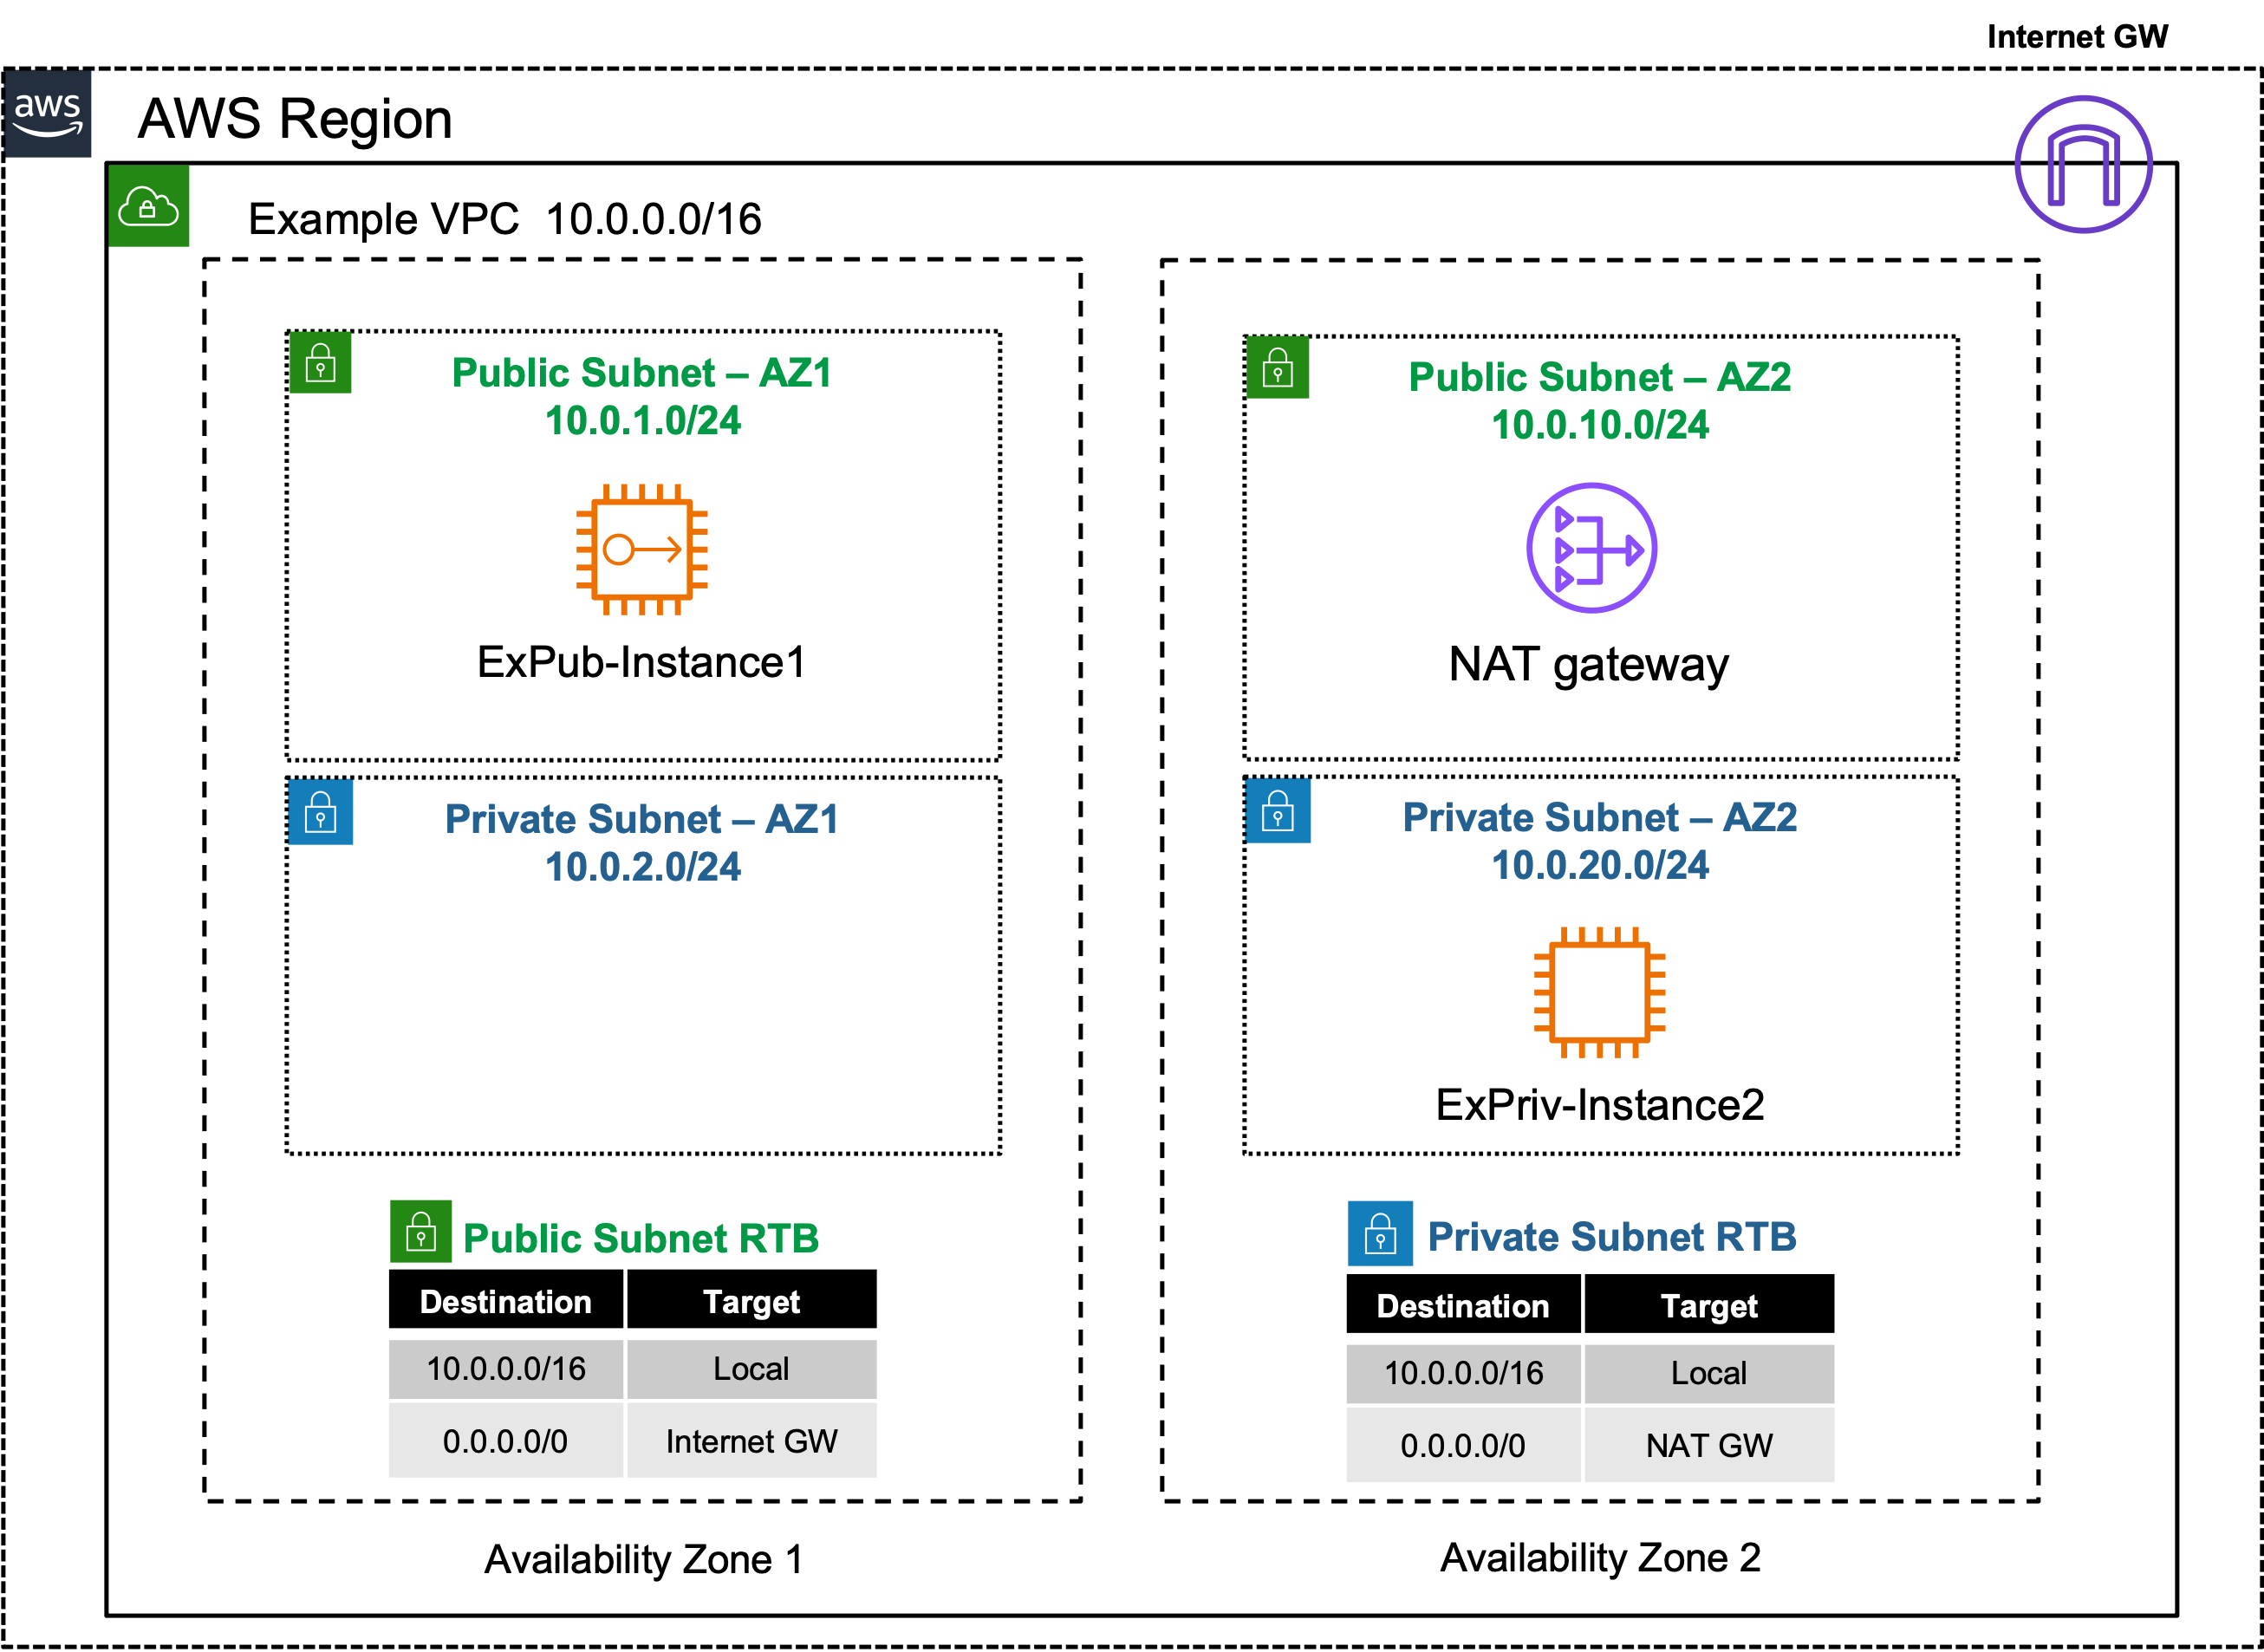 Internet GW
aws
AWS Region
Example VPC 10.0.0.0/16
Public Subnet – AZ1
10.0.1.0/24
ExPub-Instance1
Private Subnet – AZ1
10.0.2.0/24
Public Subnet RTB
Destination Target
10.0.0.0/16 Local
0.0.0.0/0 Internet GW
Availability Zone 1
Public Subnet – AZ2
10.0.10.0/24
NAT gateway
Private Subnet – AZ2
10.0.20.0/24
ExPriv-Instance2
Private Subnet RTB
Destination Target
10.0.0.0/16 Local
0.0.0.0/0 NAT GW
Availability Zone 2